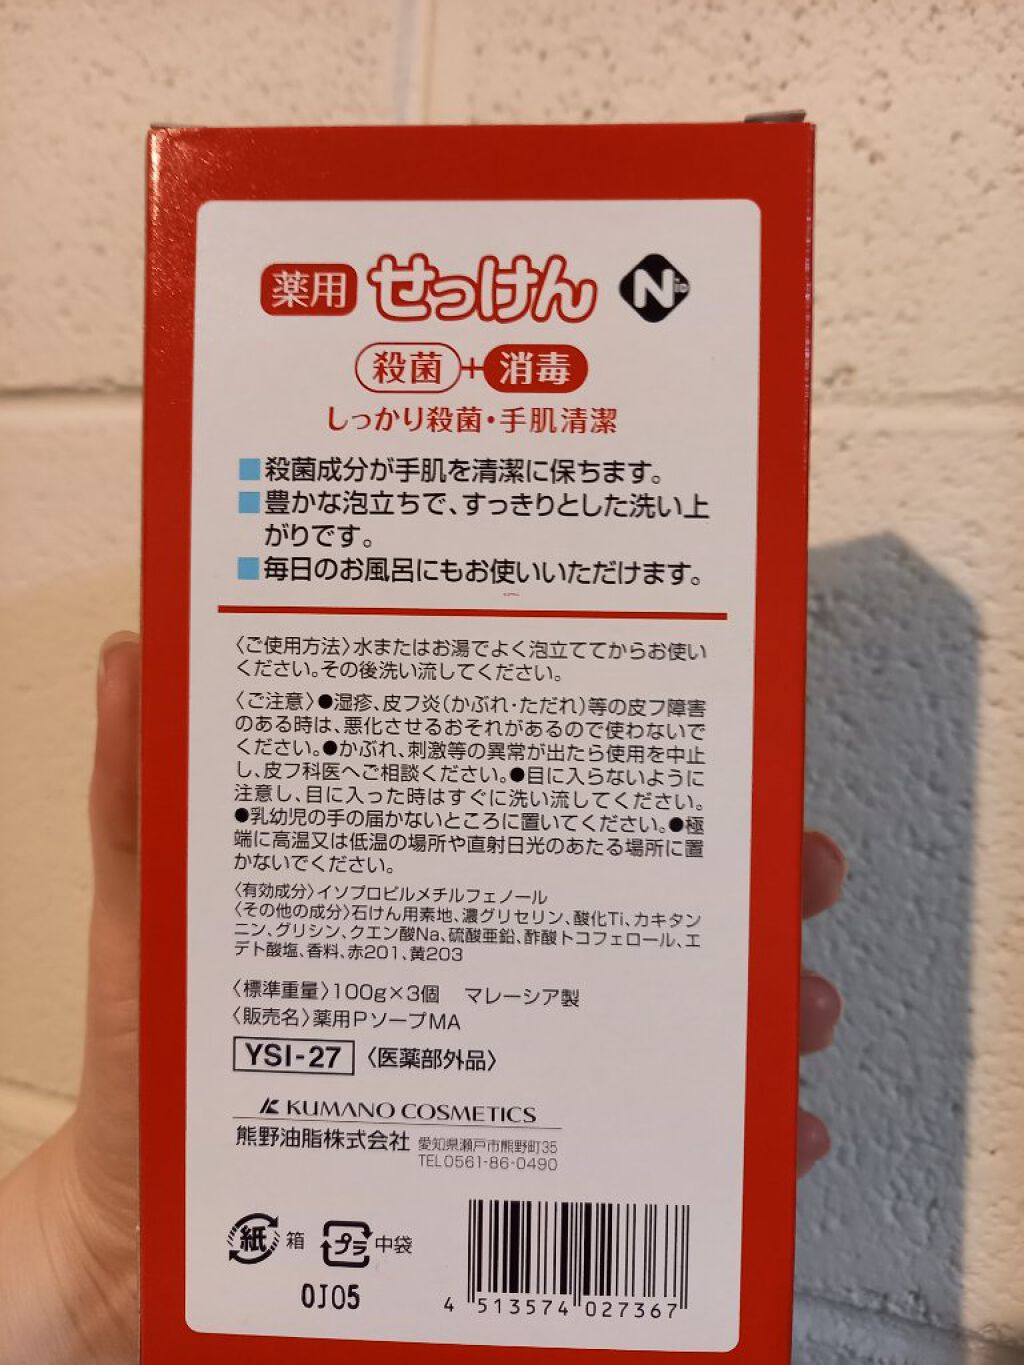 薬用 せっけん N iD
殺菌+消毒
しっかり殺菌・手肌清潔
■殺菌成分が手肌を清潔に保ちます。
■豊かな泡立ちで、すっきりとした洗い上
がりです。
■毎日のお風呂にもお使いいただけます。
〈ご使用方法〉水またはお湯でよく泡立ててからお使い
ください。その後洗い流してください。
〈ご注意〉●湿疹、皮フ炎(かぶれ・ただれ)等の皮フ障害
のある時は、悪化させるおそれがあるので使わないで
ください。●かぶれ、刺激等の異常が出たら使用を中止
し、皮フ科医へご相談ください。●目に入らないように
注意し、目に入った時はすぐに洗い流してください。
●乳幼児の手の届かないところに置いてください。●極
端に高温又は低温の場所や直射日光のあたる場所に置
かないでください。
〈有効成分〉イソプロピルメチルフェノール
〈その他の成分〉石けん用素地、濃グリセリン、酸化Ti、カキタン
ニン、グリシン、クエン酸Na、硫酸亜鉛、酢酸トコフェロール、エ
デト酸塩、香料、赤201、黄203
〈標準重量〉100g×3個 マレーシア製
〈販売名〉薬用PソープMA
YSI-27 〈医薬部外品〉
KUMANO COSMETICS
熊野油脂株式会社 愛知県瀬戸市熊野町35
TEL0561-86-0490
紙 箱 プラ 中袋
0J05
4 513574 027367